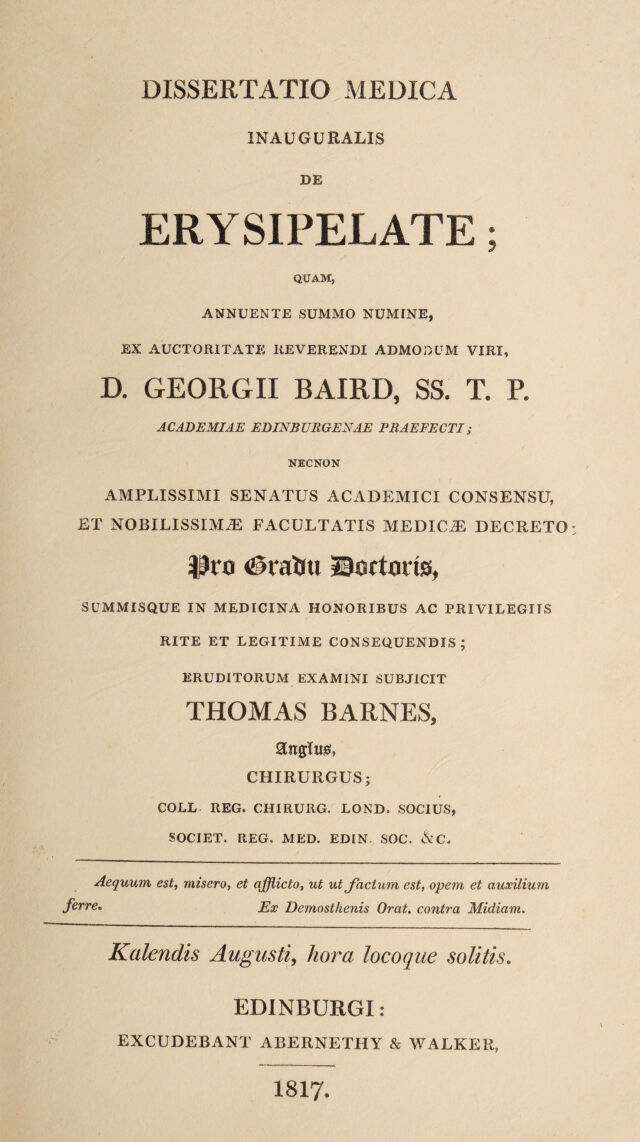 DISSERTATIO MEDICA
INAUGURALIS
DE
ERYSIPELATE;
QUAM,
ANNUENTE SUMMO NUMINE,
EX AUCTORITATE REVERENDI ADMODUM VIRI,
D. GEORGII BAIRD, SS. T. P.
ACADEMIAE EDINBURGENAE PRAEFECTI;
NECNON
AMPLISSIMI SENATUS ACADEMICI CONSENSU,
ET NOBILISSIMÆ FACULTATIS MEDICÆ DECRETO;
Pro Gradu Doctoris,
SUMMISQUE IN MEDICINA HONORIBUS AC PRIVILEGIIS
RITE ET LEGITIME CONSEQUENDIS;
ERUDITORUM EXAMINI SUBJICIT
THOMAS BARNES,
Anglus,
CHIRURGUS;
COLL. REG. CHIRURG. LOND. SOCIUS,
SOCIET. REG. MED. EDIN. SOC. &C.
Aequum est, misero, et afflicto, ut ut factum est, opem et auxilium
ferre. Ex Demosthenis Orat. contra Midiam.
Kalendis Augusti, hora locoque solitis.
EDINBURGI:
EXCUDEBANT ABERNETHY & WALKER,
1817.